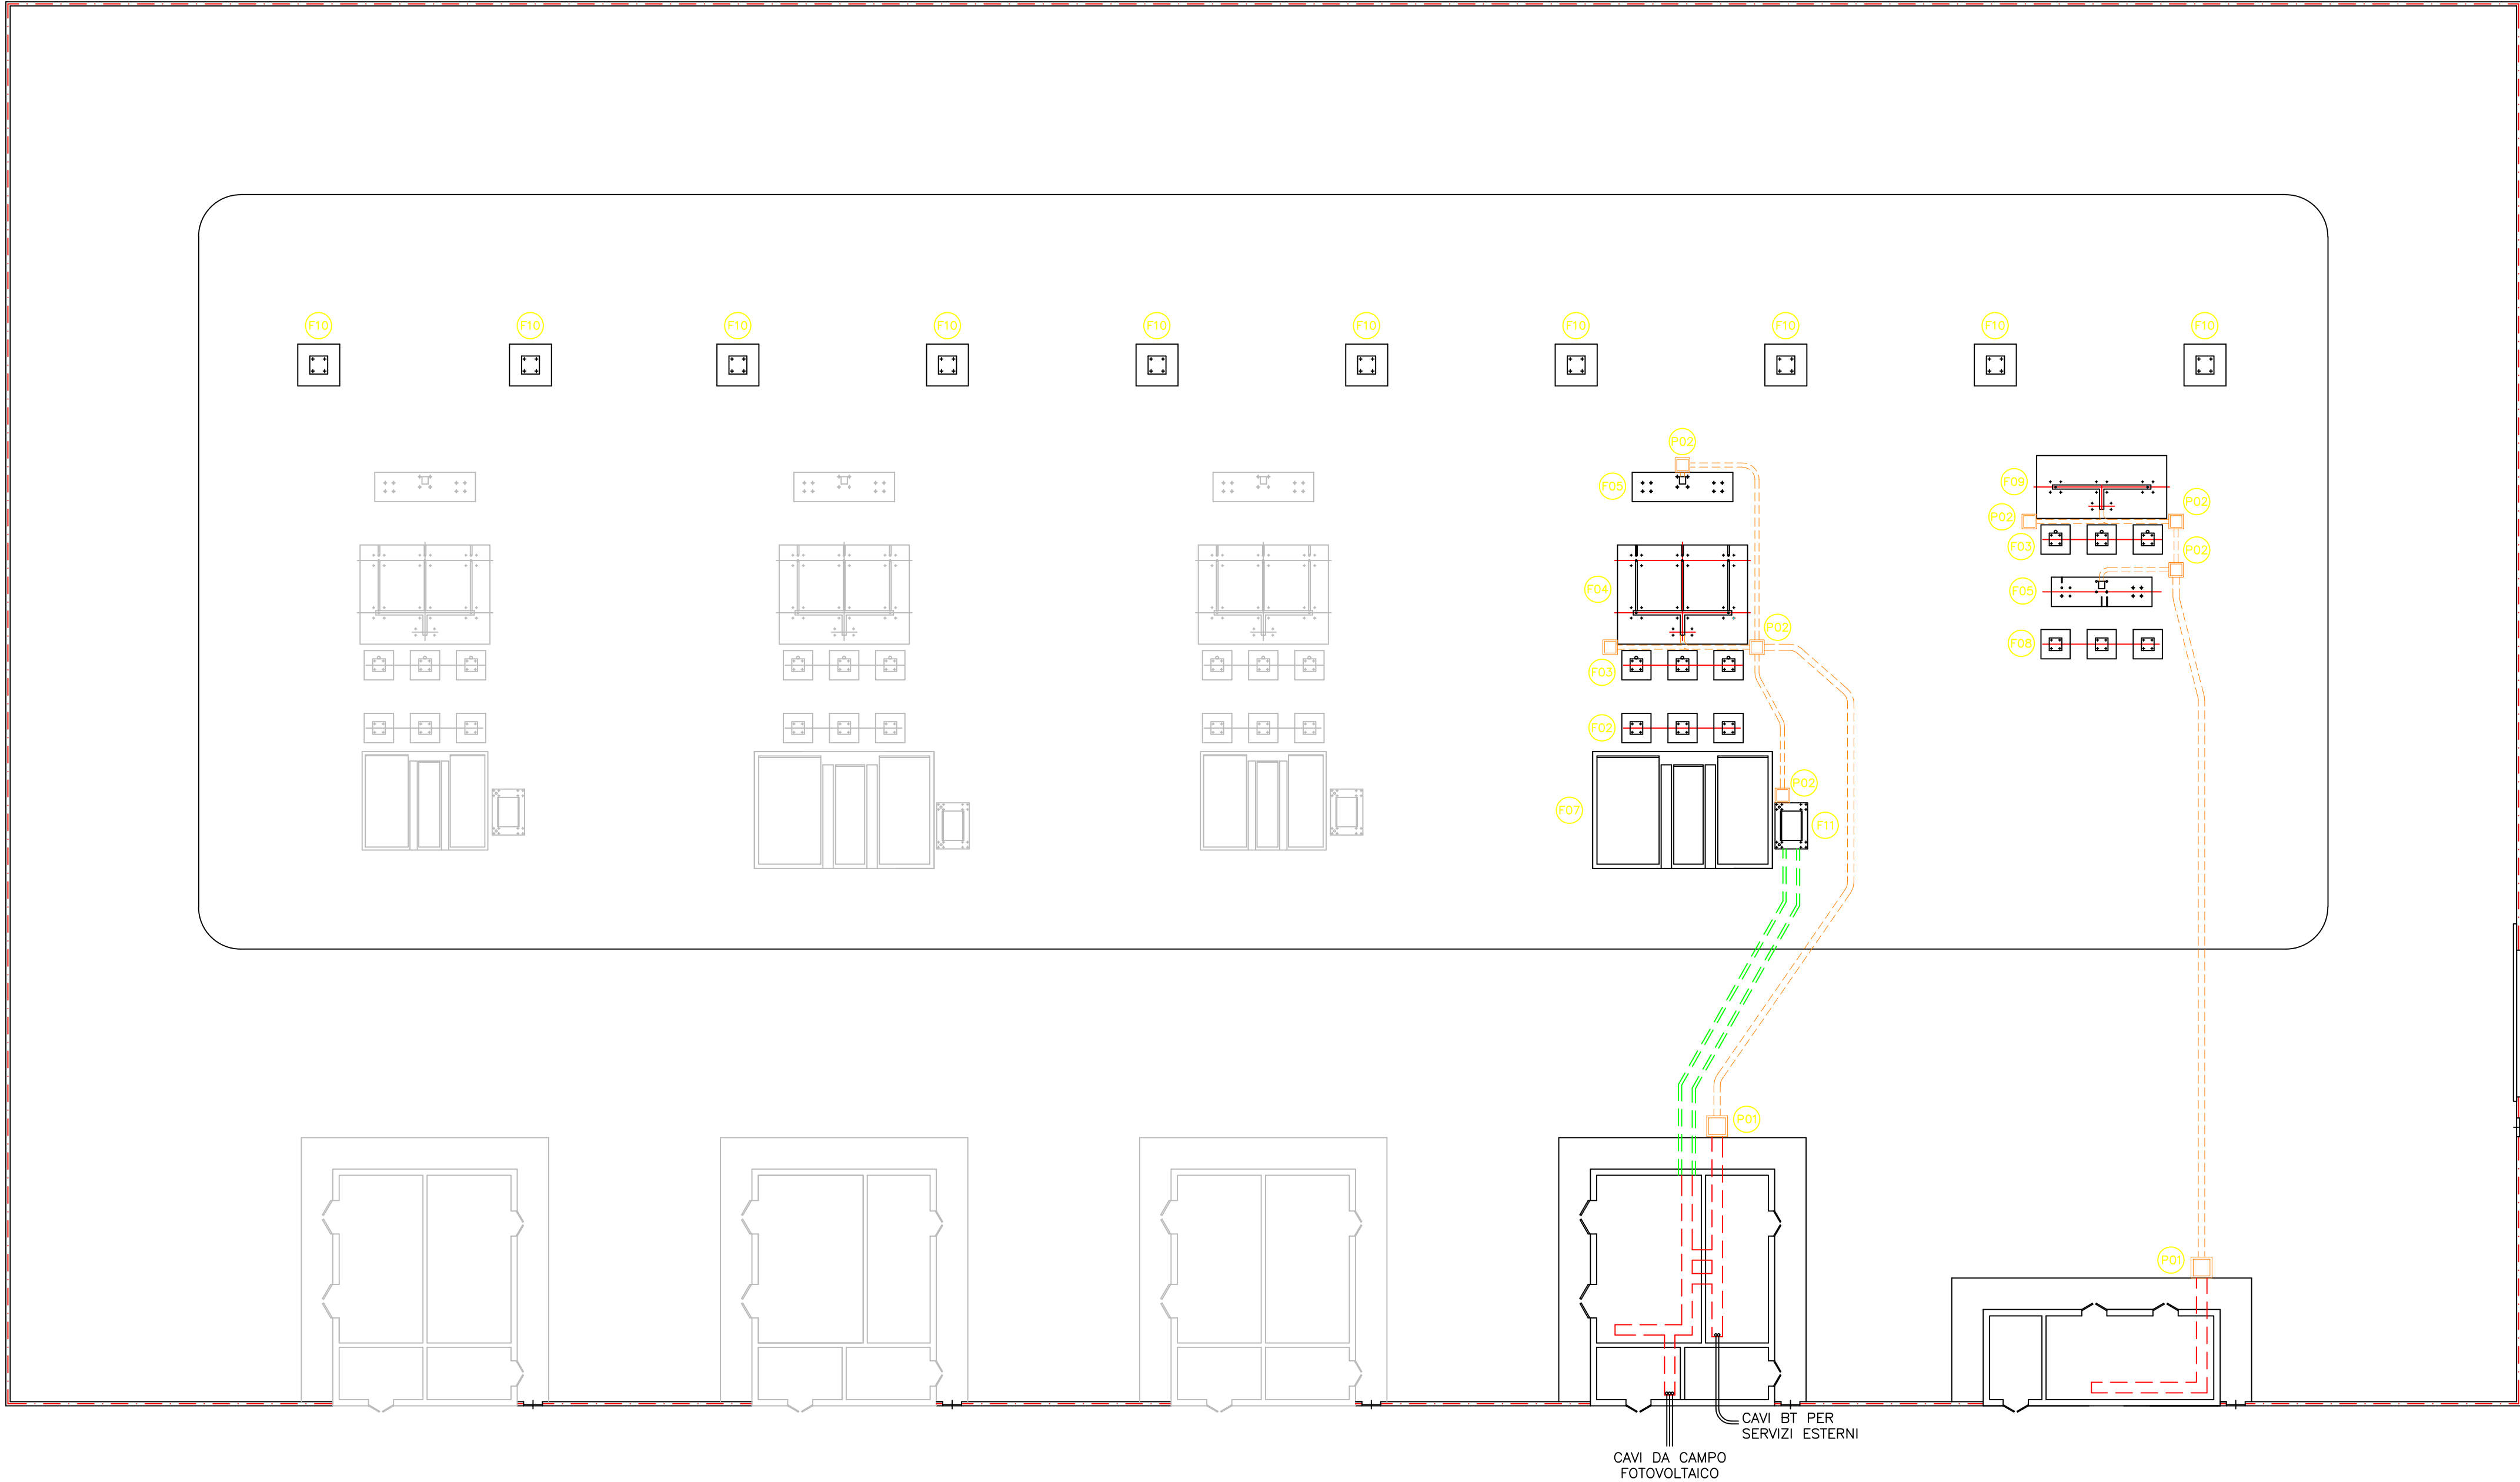 F10 F10 F10 F10 F10 F10 F10 F10 F10 F10
P02
F05
F09
P02
P02
F03
P02
F04
F05
P02
F08
F03
F02
P02
F07
F11
P01
P01
CAVI BT PER
SERVIZI ESTERNI
CAVI DA CAMPO
FOTOVOLTAICO